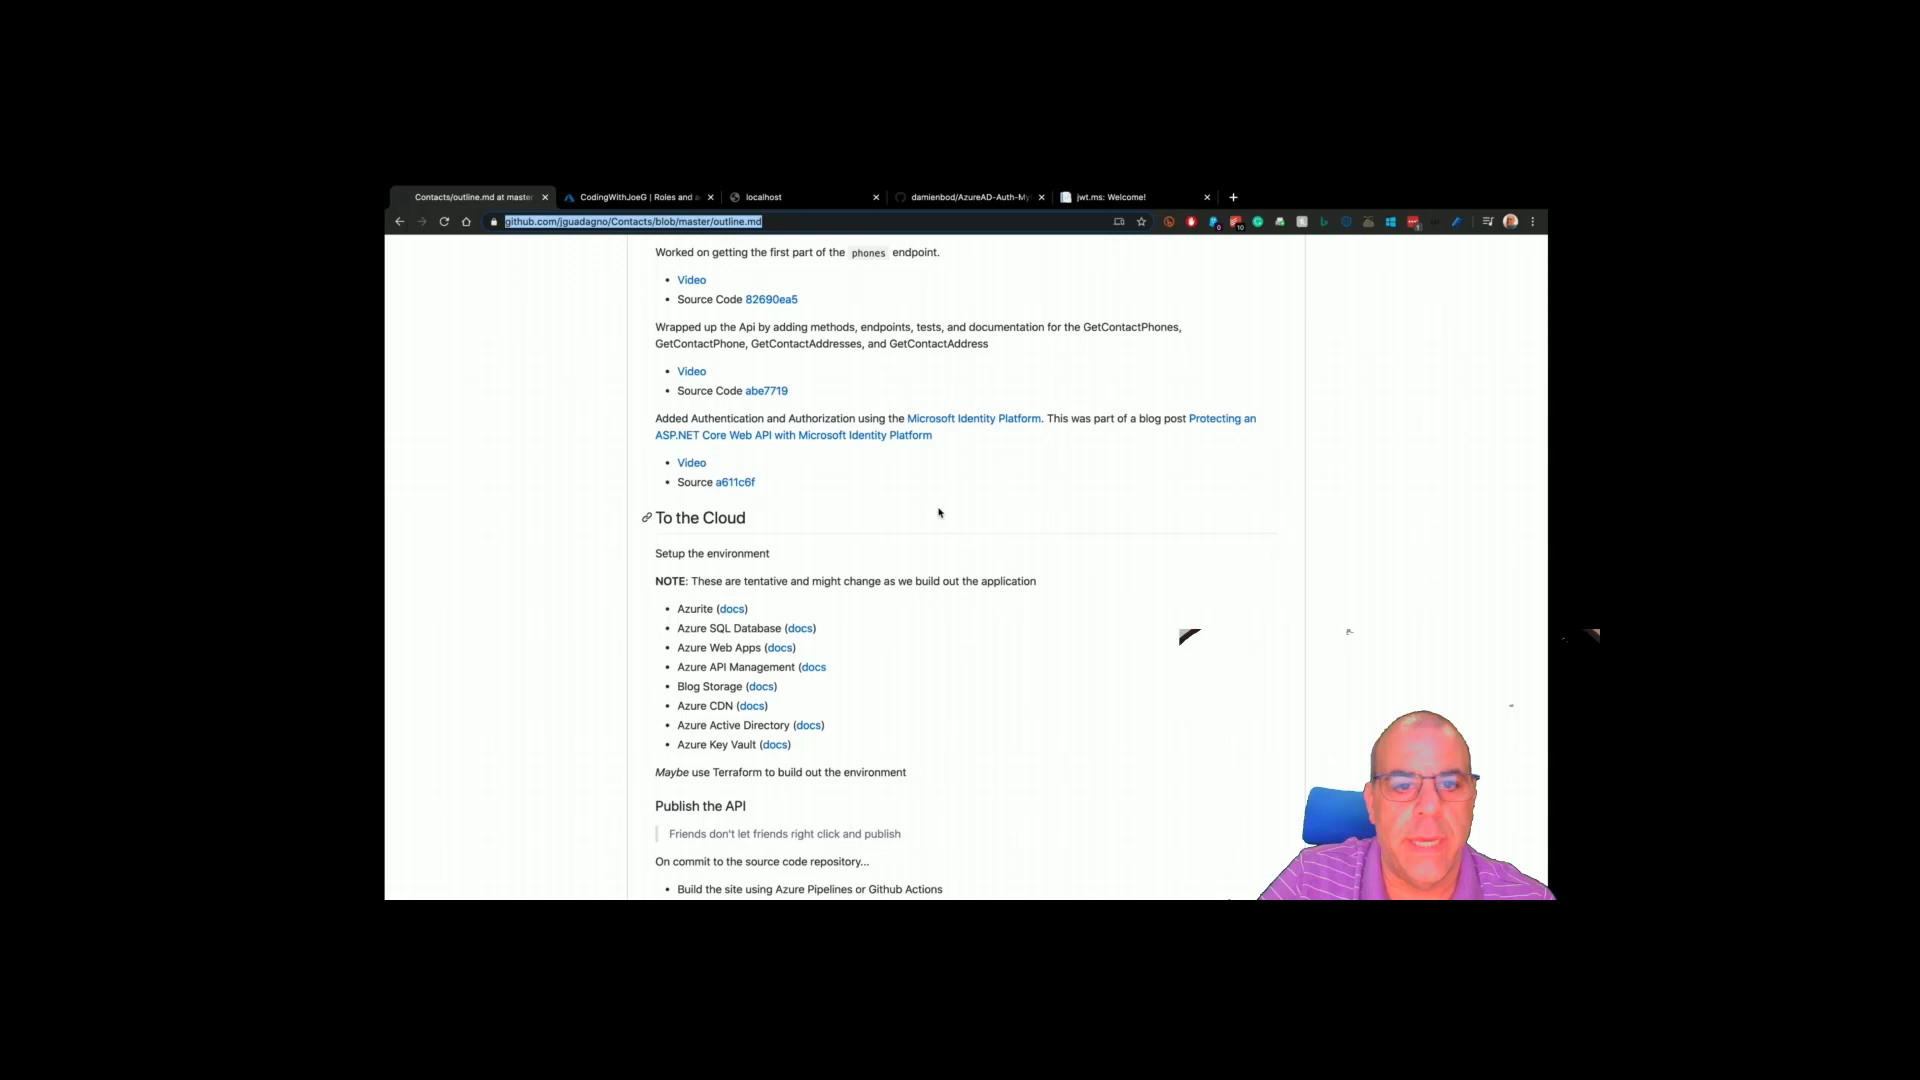 Contacts/outline.md at master
CodingWithJoeG | Roles and a
localhost
damienbod/AzureAD-Auth-My
jwt.ms: Welcome!
github.com/jguadagno/Contacts/blob/master/outline.md
Worked on getting the first part of the phones endpoint.
• Video
• Source Code 82690ea5
Wrapped up the Api by adding methods, endpoints, tests, and documentation for the GetContactPhones,
GetContactPhone, GetContactAddresses, and GetContactAddress
• Video
• Source Code abe7719
Added Authentication and Authorization using the Microsoft Identity Platform. This was part of a blog post Protecting an
ASP.NET Core Web API with Microsoft Identity Platform
• Video
• Source a611c6f
To the Cloud
Setup the environment
NOTE: These are tentative and might change as we build out the application
• Azurite (docs)
• Azure SQL Database (docs)
• Azure Web Apps (docs)
• Azure API Management (docs
• Blog Storage (docs)
• Azure CDN (docs)
• Azure Active Directory (docs)
• Azure Key Vault (docs)
Maybe use Terraform to build out the environment
Publish the API
Friends don't let friends right click and publish
On commit to the source code repository...
• Build the site using Azure Pipelines or Github Actions